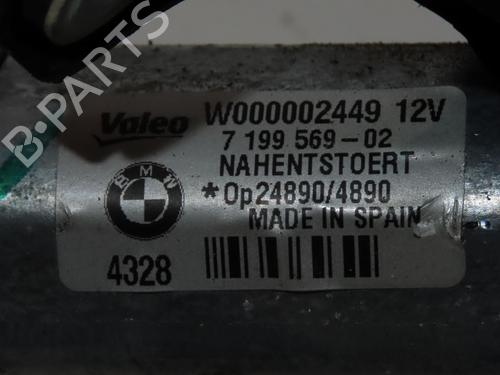 Valeo W000002449 12V
7 199 569-02
NAHENTSTOERT
*Op24890/4890
MADE IN SPAIN
BMW
4328
B-PARTS